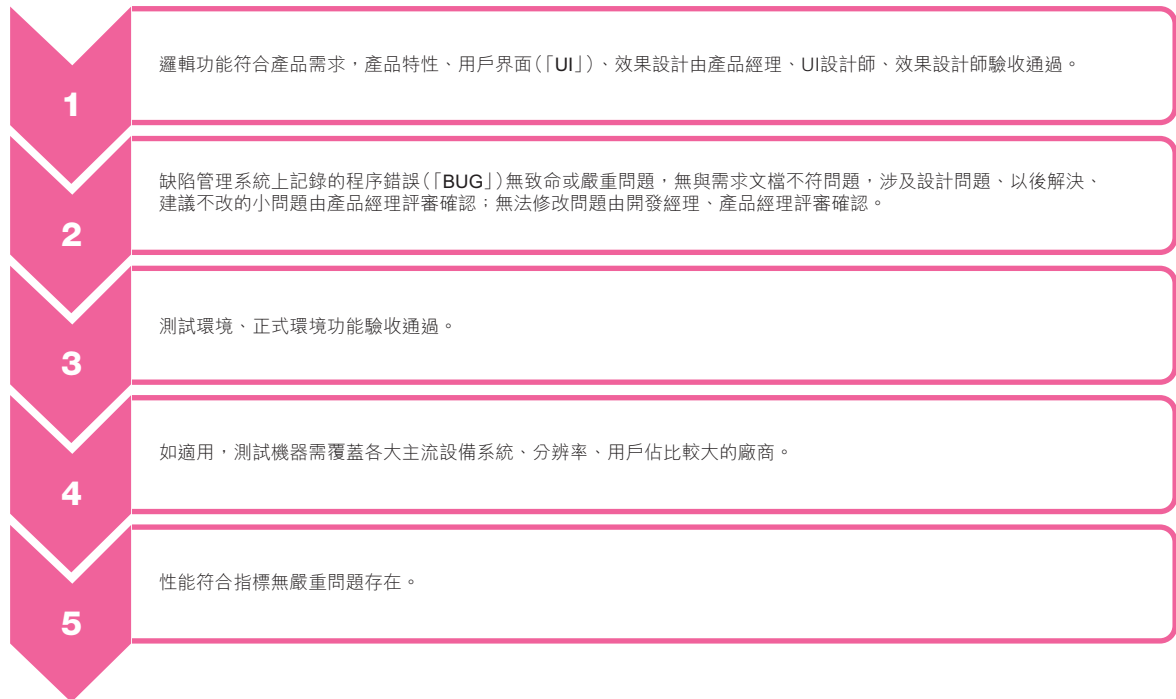 1
邏輯功能符合產品需求，產品特性、用戶界面(「UI」)、效果設計由產品經理、UI設計師、效果設計師驗收通過。
2
缺陷管理系統上記錄的程序錯誤(「BUG」)無致命或嚴重問題，無與需求文檔不符問題，涉及設計問題、以後解決、
建議不改的小問題由產品經理評審確認；無法修改問題由開發經理、產品經理評審確認。
3
測試環境、正式環境功能驗收通過。
4
如適用，測試機器需覆蓋各大主流設備系統、分辨率、用戶佔比較大的廠商。
5
性能符合指標無嚴重問題存在。